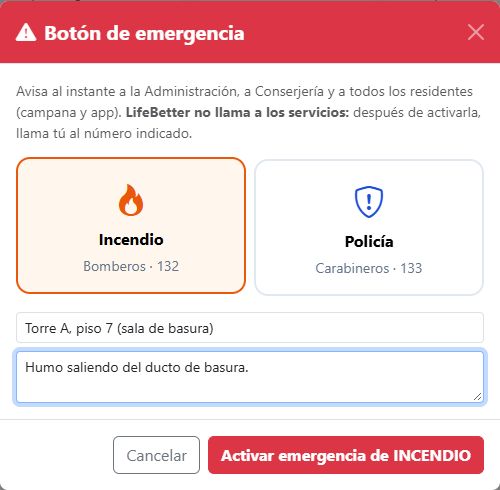 Botón de emergencia
Avisa al instante a la Administración, a Conserjería y a todos los residentes
(campana y app). LifeBetter no llama a los servicios: después de activarla,
llama tú al número indicado.
Incendio
Bomberos · 132
Policía
Carabineros · 133
Torre A, piso 7 (sala de basura)
Humo saliendo del ducto de basura.
Cancelar
Activar emergencia de INCENDIO